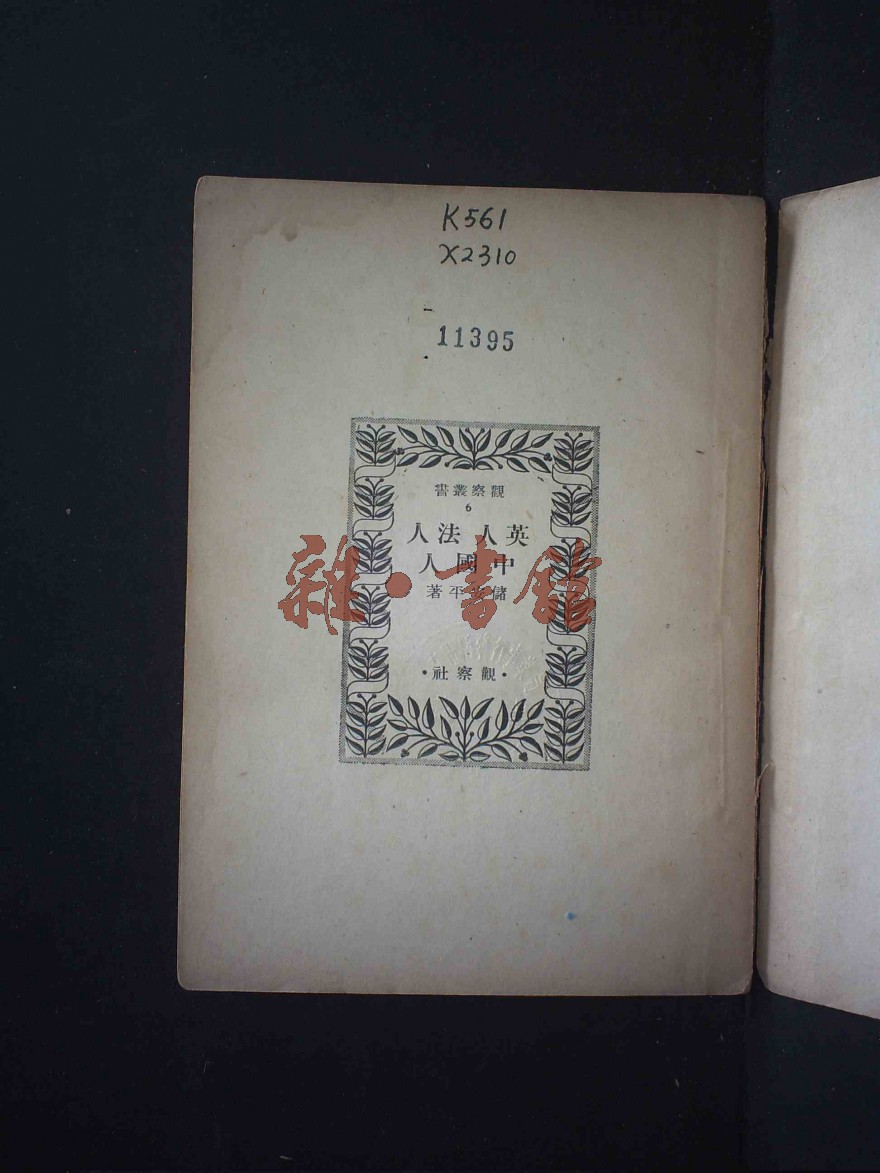 K561
X2310
11395
觀察叢書
6
英人 法人
中國人
儲安平著
·觀察社·
雜·書館